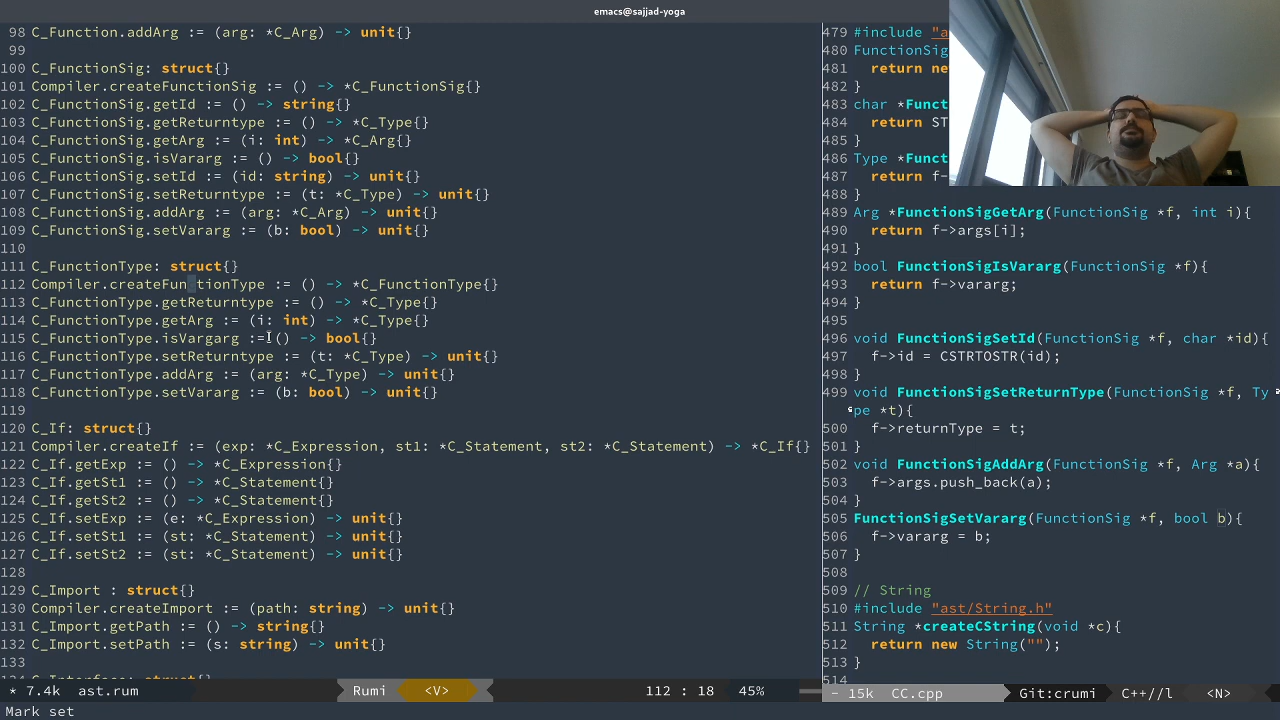 emacs@sajjad-yoga
98 C_Function.addArg := (arg: *C_Arg) -> unit{}
99
100 C_FunctionSig: struct{}
101 Compiler.createFunctionSig := () -> *C_FunctionSig{}
102 C_FunctionSig.getId := () -> string{}
103 C_FunctionSig.getReturntype := () -> *C_Type{}
104 C_FunctionSig.getArg := (i: int) -> *C_Arg{}
105 C_FunctionSig.isVararg := () -> bool{}
106 C_FunctionSig.setId := (id: string) -> unit{}
107 C_FunctionSig.setReturntype := (t: *C_Type) -> unit{}
108 C_FunctionSig.addArg := (arg: *C_Arg) -> unit{}
109 C_FunctionSig.setVararg := (b: bool) -> unit{}
110
111 C_FunctionType: struct{}
112 Compiler.createFunctionType := () -> *C_FunctionType{}
113 C_FunctionType.getReturntype := () -> *C_Type{}
114 C_FunctionType.getArg := (i: int) -> *C_Type{}
115 C_FunctionType.isVargarg := () -> bool{}
116 C_FunctionType.setReturntype := (t: *C_Type) -> unit{}
117 C_FunctionType.addArg := (arg: *C_Type) -> unit{}
118 C_FunctionType.setVararg := (b: bool) -> unit{}
119
120 C_If: struct{}
121 Compiler.createIf := (exp: *C_Expression, st1: *C_Statement, st2: *C_Statement) -> *C_If{}
122 C_If.getExp := () -> *C_Expression{}
123 C_If.getSt1 := () -> *C_Statement{}
124 C_If.getSt2 := () -> *C_Statement{}
125 C_If.setExp := (e: *C_Expression) -> unit{}
126 C_If.setSt1 := (st: *C_Statement) -> unit{}
127 C_If.setSt2 := (st: *C_Statement) -> unit{}
128
129 C_Import : struct{}
130 Compiler.createImport := (path: string) -> unit{}
131 C_Import.getPath := () -> string{}
132 C_Import.setPath := (s: string) -> unit{}
133
* 7.4k ast.rum Rumi <V> 112 : 18 45%
Mark set
479 #include "a
480 FunctionSig
481 return ne
482 }
483 char *Funct
484 return ST
485 }
486 Type *Funct
487 return f-
488 }
489 Arg *FunctionSigGetArg(FunctionSig *f, int i){
490 return f->args[i];
491 }
492 bool FunctionSigIsVararg(FunctionSig *f){
493 return f->vararg;
494 }
495
496 void FunctionSigSetId(FunctionSig *f, char *id){
497 f->id = CSTRTOSTR(id);
498 }
499 void FunctionSigSetReturnType(FunctionSig *f, Ty
pe *t){
500 f->returnType = t;
501 }
502 void FunctionSigAddArg(FunctionSig *f, Arg *a){
503 f->args.push_back(a);
504 }
505 FunctionSigSetVararg(FunctionSig *f, bool b){
506 f->vararg = b;
507 }
508
509 // String
510 #include "ast/String.h"
511 String *createCString(void *c){
512 return new String("");
513 }
514
- 15k CC.cpp Git:crumi C++//l <N>